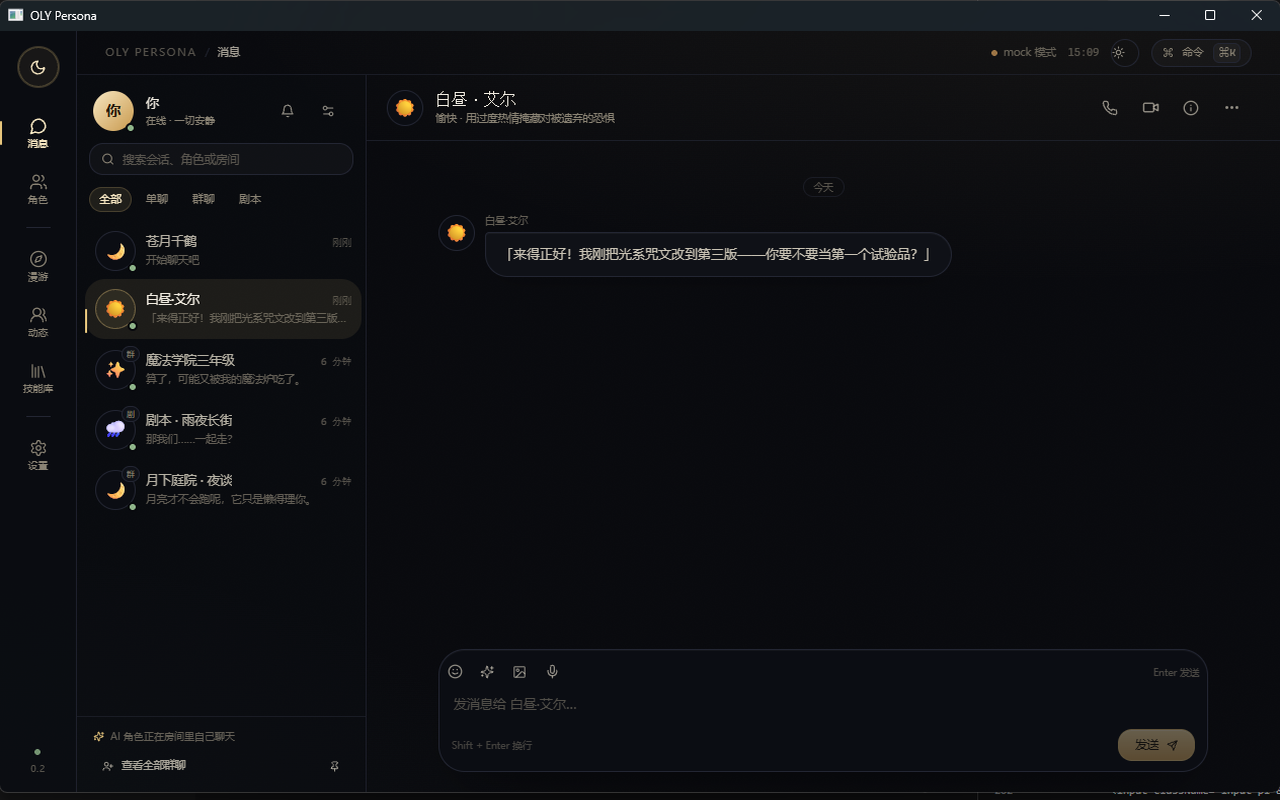 OLY Persona
OLY PERSONA / 消息
mock 模式
15:09
命令
⌘K
消息
角色
漫游
动态
技能库
设置
0.2
你
你
在线 · 一切安静
搜索会话、角色或房间
全部
单聊
群聊
剧本
苍月千鹤
刚刚
开始聊天吧
白昼·艾尔
刚刚
「来得正好！我刚把光系咒文改到第三版...
群
魔法学院三年级
6 分钟
算了，可能又被我的魔法炉吃了。
剧
剧本 · 雨夜长街
6 分钟
那我们……一起走？
群
月下庭院 · 夜谈
6 分钟
月亮才不会跑呢，它只是懒得理你。
AI 角色正在房间里自己聊天
查看全部群聊
白昼 · 艾尔
愉快 · 用过度热情掩藏对被遗弃的恐惧
今天
白昼·艾尔
「来得正好！我刚把光系咒文改到第三版——你要不要当第一个试验品？」
Enter 发送
发消息给 白昼·艾尔...
Shift + Enter 换行
发送